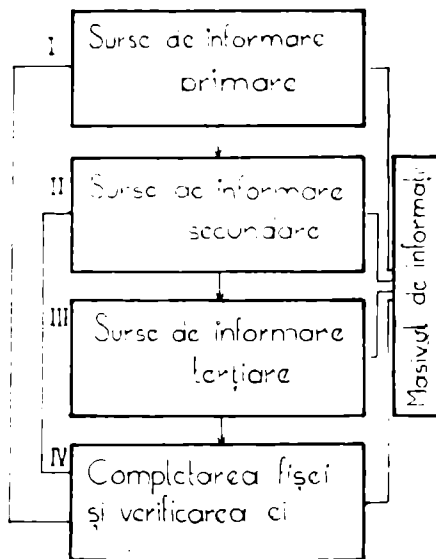 I
Surse de informare
primare
II
Surse de informare
secundare
III
Surse de informare
terțiare
IV
Completarea fișei
și verificarea ei
Masivul de informații